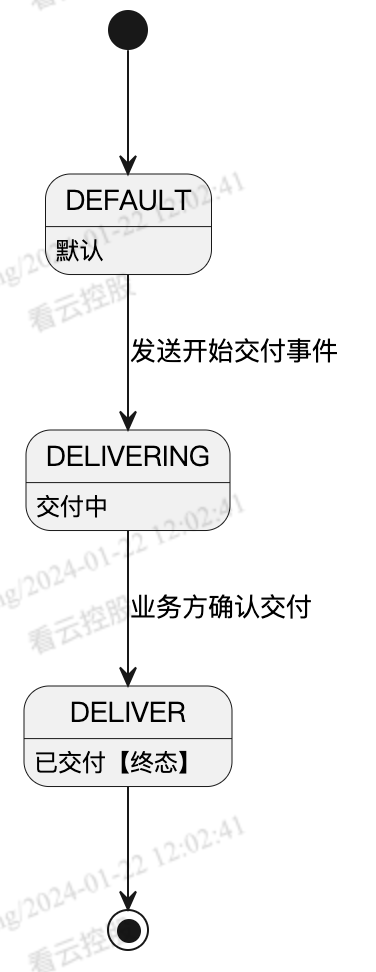 DEFAULT
ng/2024-01-22 12:02:41
默认
看云控股
发送开始交付事件
DELIVERING
交付中
ng/2024-01-22 12:02:41
业务方确认交付
看云控股
DELIVER
已交付【终态】
ng/2024-01-22 12:02:41
看云控股